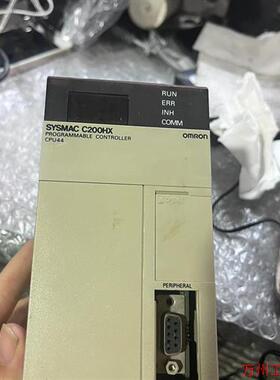 RUN
ERR
INH
COMM
SYSMAC C200HX
PROGRAMMABLE CONTROLLER
CPU44
OMRON
PERIPHERAL